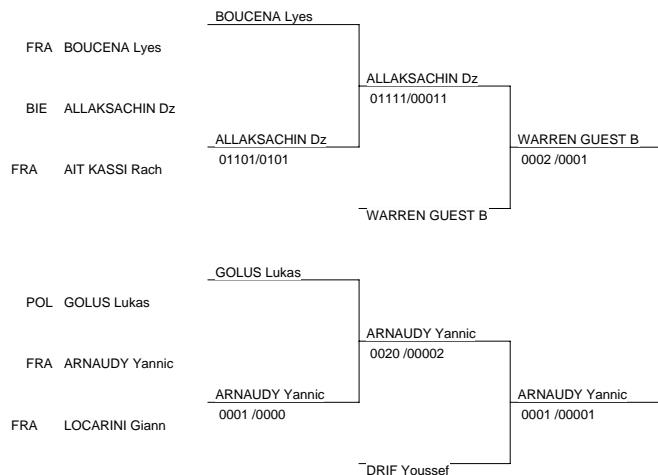 BOUCENA Lyes
FRA BOUCENA Lyes
ALLAKSACHIN Dz
01111/00011
BIE ALLAKSACHIN Dz
ALLAKSACHIN Dz
01101/0101
WARREN GUEST B
0002 /0001
FRA AIT KASSI Rach
WARREN GUEST B
GOLUS Lukas
POL GOLUS Lukas
ARNAUDY Yannic
0020 /00002
FRA ARNAUDY Yannic
ARNAUDY Yannic
0001 /0000
ARNAUDY Yannic
0001 /00001
FRA LOCARINI Giann
DRIF Youssef